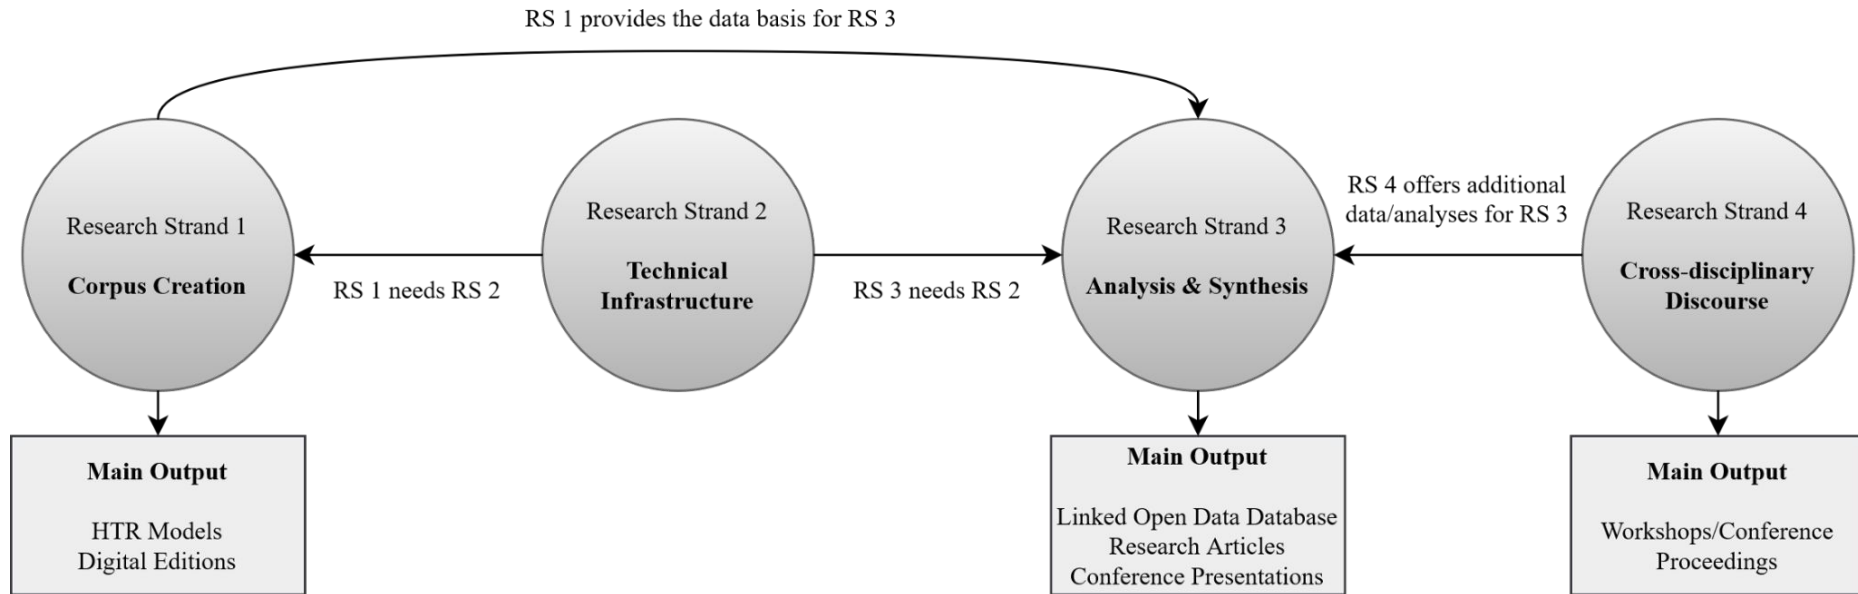 RS 1 provides the data basis for RS 3
Research Strand 1
Corpus Creation
RS 1 needs RS 2
Research Strand 2
Technical
Infrastructure
RS 3 needs RS 2
Research Strand 3
Analysis & Synthesis
RS 4 offers additional
data/analyses for RS 3
Research Strand 4
Cross-disciplinary
Discourse
Main Output
HTR Models
Digital Editions
Main Output
Linked Open Data Database
Research Articles
Conference Presentations
Main Output
Workshops/Conference
Proceedings